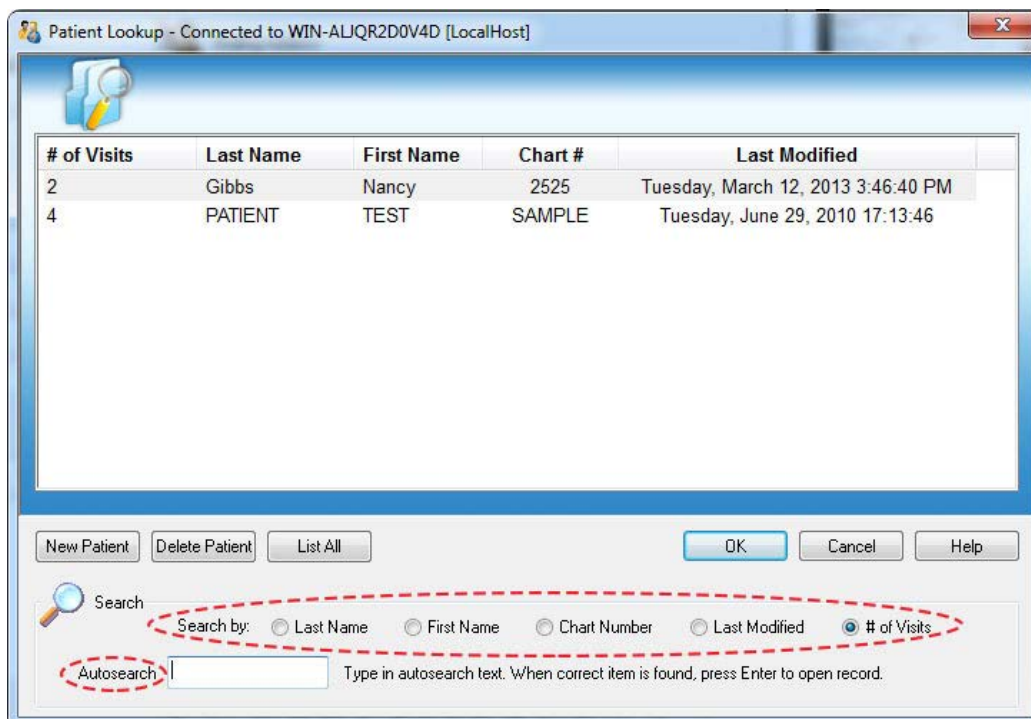 Patient Lookup - Connected to WIN-ALJQR2D0V4D [LocalHost]
X
# of Visits Last Name First Name Chart # Last Modified
2 Gibbs Nancy 2525 Tuesday, March 12, 2013 3:46:40 PM
4 PATIENT TEST SAMPLE Tuesday, June 29, 2010 17:13:46
New Patient Delete Patient List All OK Cancel Help
Search
Search by: Last Name First Name Chart Number Last Modified # of Visits
Autosearch Type in autosearch text. When correct item is found, press Enter to open record.